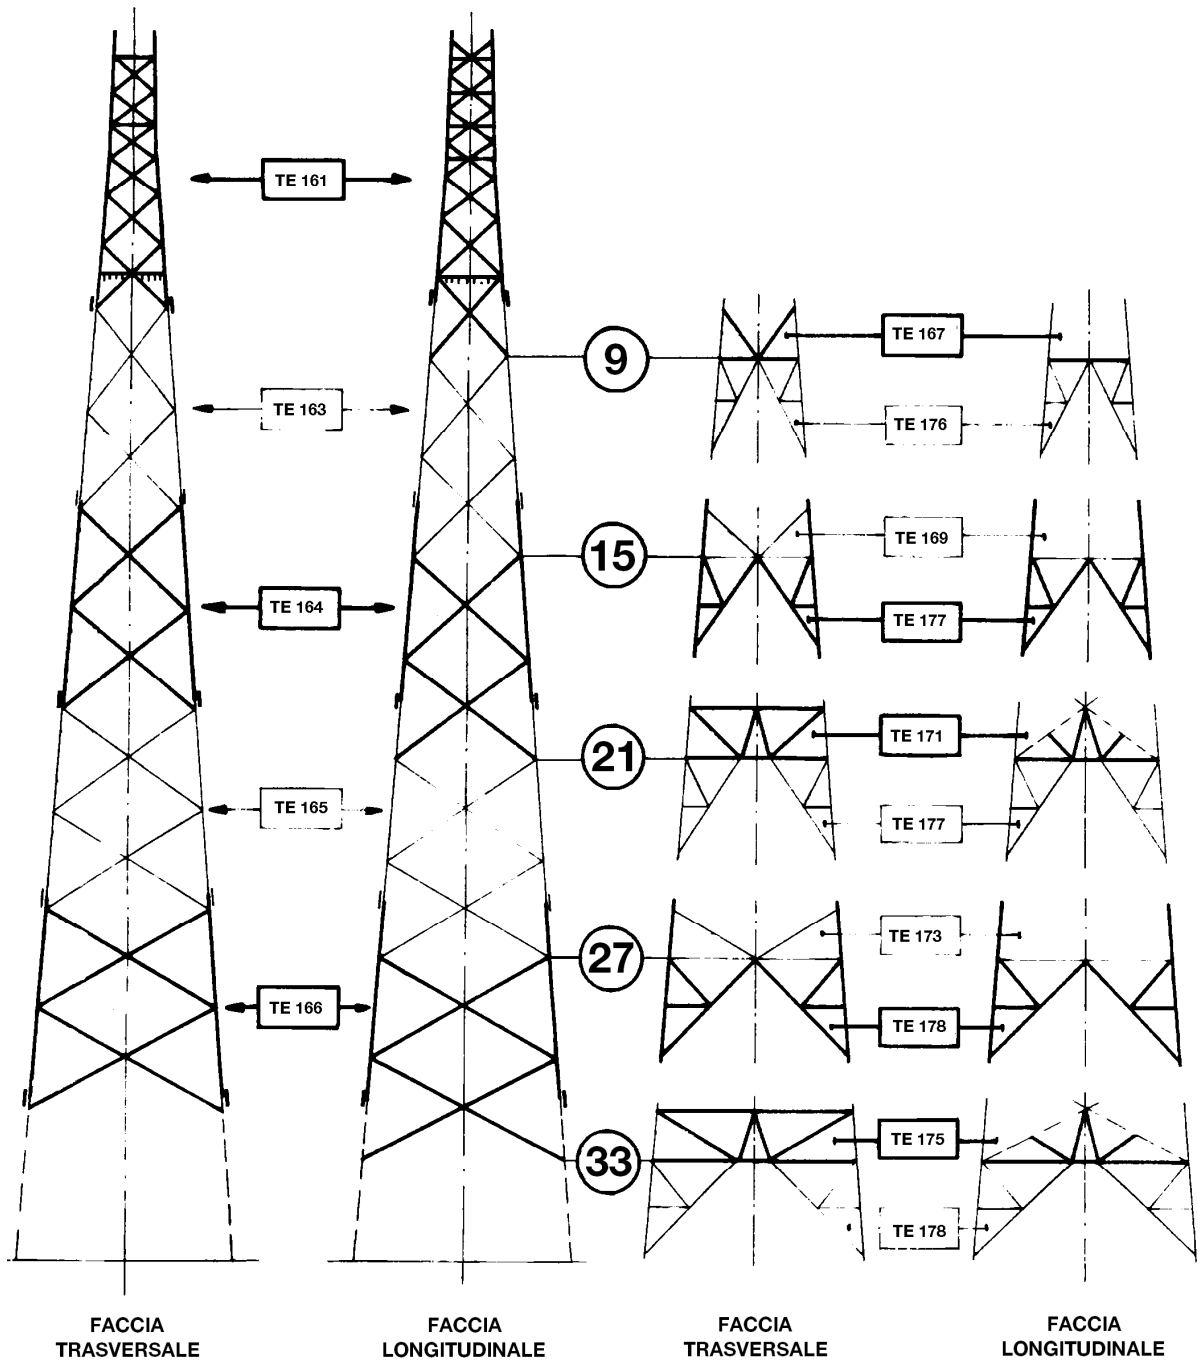 TE 161
9
TE 167
TE 163
TE 176
15
TE 169
TE 164
TE 177
21
TE 171
TE 165
TE 177
27
TE 173
TE 166
TE 178
33
TE 175
TE 178
FACCIA
TRASVERSALE
FACCIA
LONGITUDINALE
FACCIA
TRASVERSALE
FACCIA
LONGITUDINALE